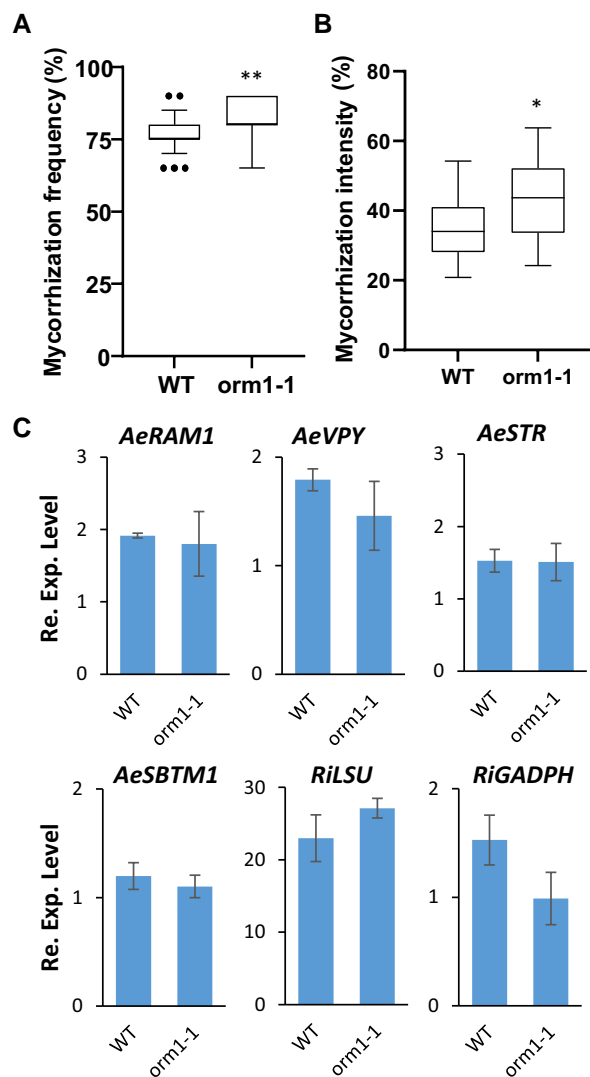 A
Mycorrhization frequency (%)
100
75
50
25
0
**
WT
orm1-1
B
Mycorrhization intensity (%)
80
60
40
20
0
*
WT
orm1-1
C
Re. Exp. Level
AeRAM1
3
2
1
0
WT
orm1-1
AeVPY
2
1
0
WT
orm1-1
AeSTR
3
2
1
0
WT
orm1-1
Re. Exp. Level
AeSBTM1
2
1
0
WT
orm1-1
RiLSU
30
20
10
0
WT
orm1-1
RiGADPH
2
1
0
WT
orm1-1